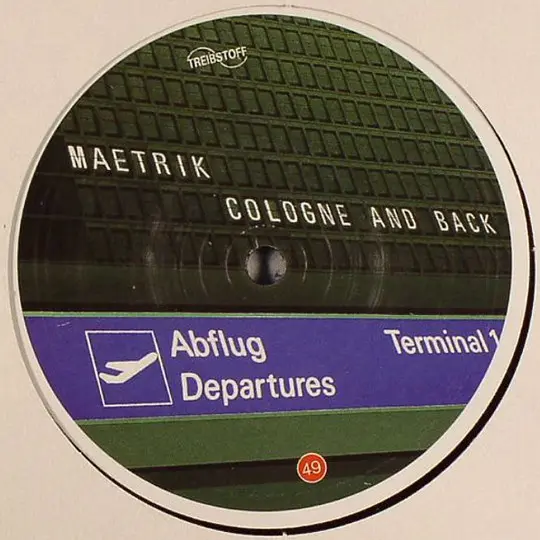 TREIBSTOFF
MAETRIK
COLOGNE AND BACK
Abflug
Terminal 1
Departures
49